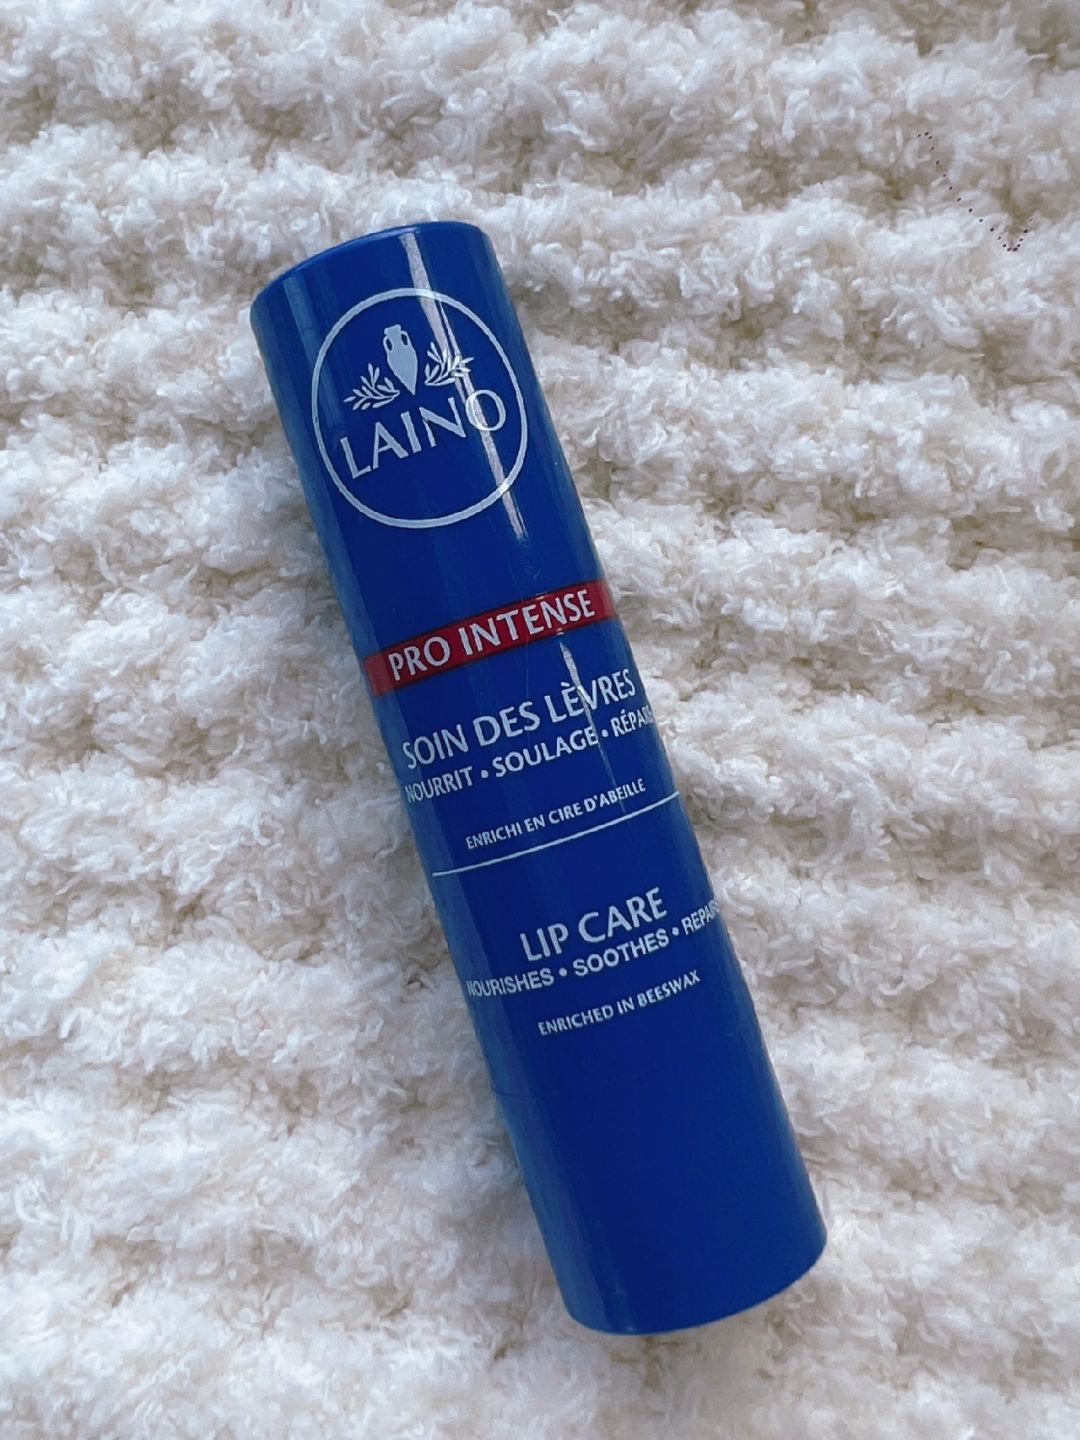 LAINO
PRO INTENSE
SOIN DES LÈVRES
NOURRIT • SOULAGE •
ENRICHI EN CIRE D'ABEILLE
LIP CARE
NOURISHES • SOOTHES •
ENRICHED IN BEESWAX